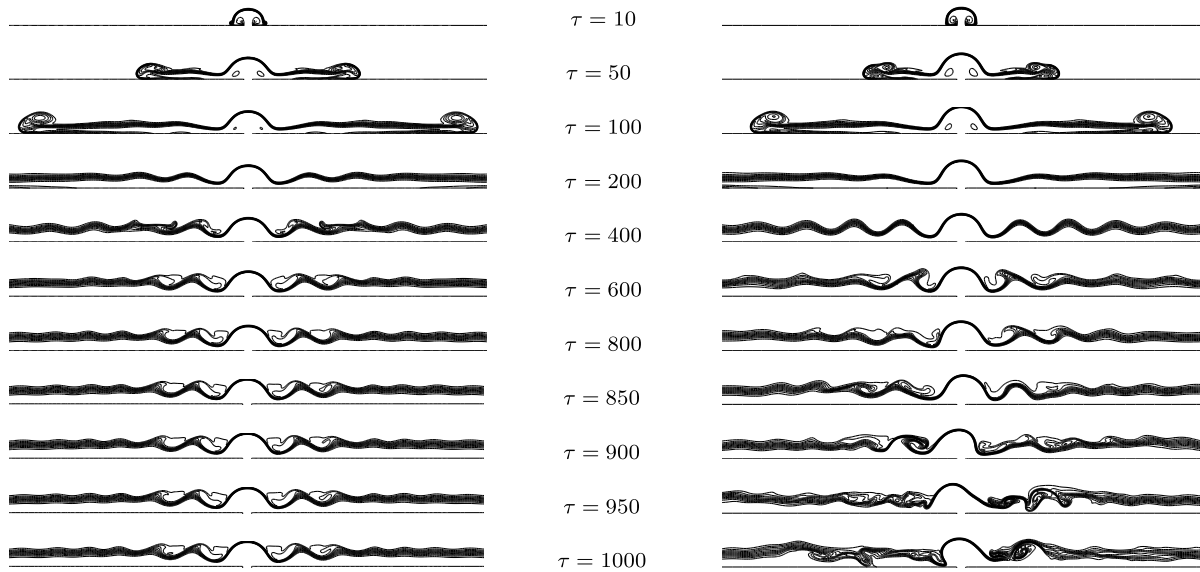 τ = 10
τ = 50
τ = 100
τ = 200
τ = 400
τ = 600
τ = 800
τ = 850
τ = 900
τ = 950
τ = 1000